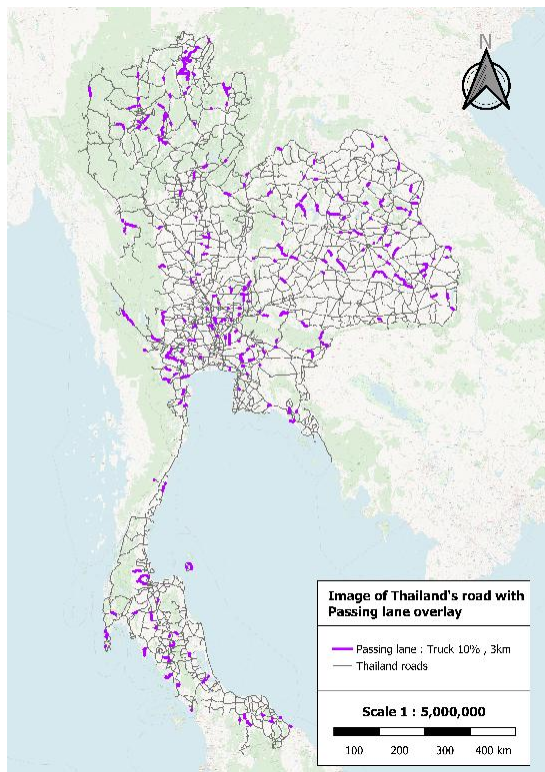 N
Image of Thailand's road with
Passing lane overlay
Passing lane : Truck 10% , 3km
Thailand roads
Scale 1 : 5,000,000
100 200 300 400 km